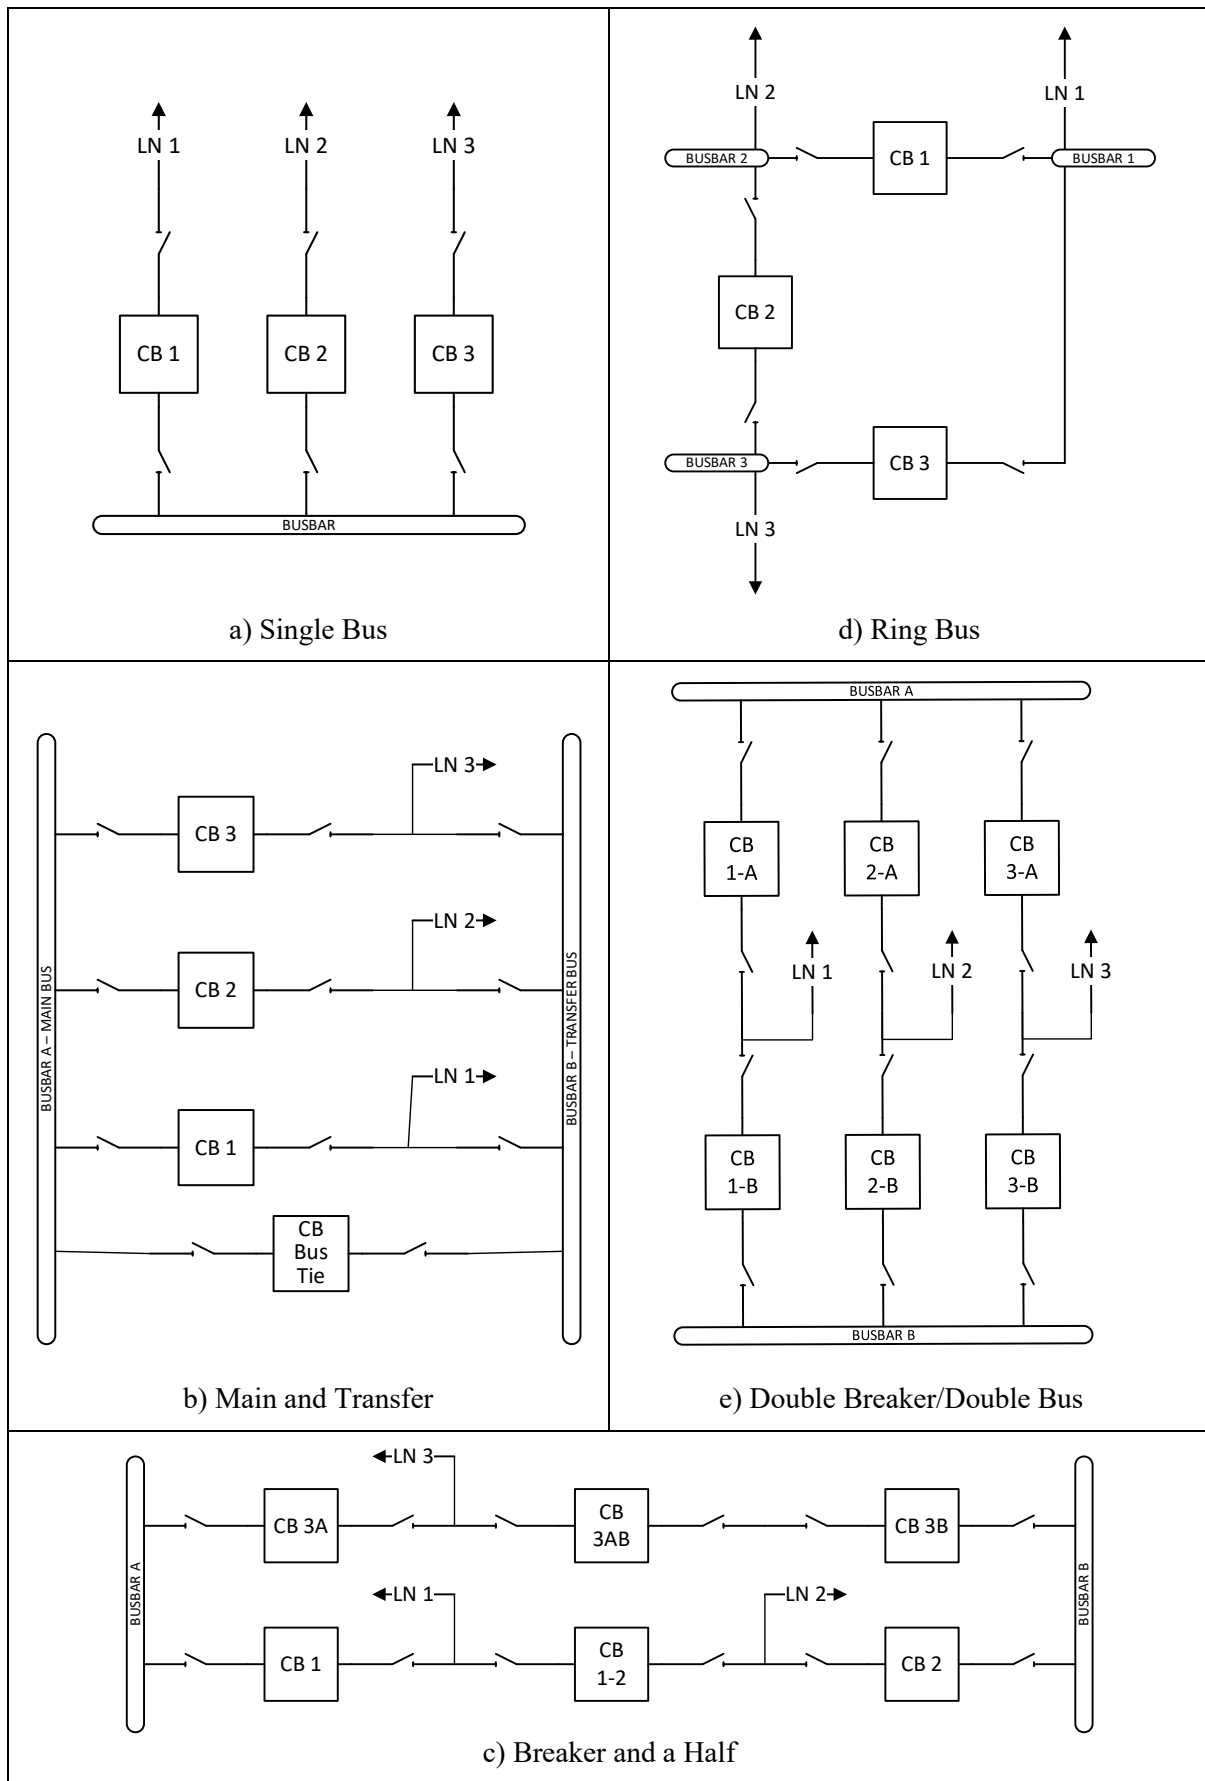 LN 1
LN 2
LN 3
CB 1
CB 2
CB 3
BUSBAR
a) Single Bus
LN 2
LN 1
BUSBAR 2
CB 1
BUSBAR 1
CB 2
BUSBAR 3
CB 3
LN 3
d) Ring Bus
BUSBAR A – MAIN BUS
LN 3
CB 3
LN 2
CB 2
LN 1
CB 1
CB
Bus
Tie
BUSBAR B – TRANSFER BUS
b) Main and Transfer
BUSBAR A
CB
1-A
CB
2-A
CB
3-A
LN 1
LN 2
LN 3
CB
1-B
CB
2-B
CB
3-B
BUSBAR B
e) Double Breaker/Double Bus
BUSBAR A
LN 3
CB 3A
CB
3AB
CB 3B
LN 1
LN 2
CB 1
CB
1-2
CB 2
BUSBAR B
c) Breaker and a Half